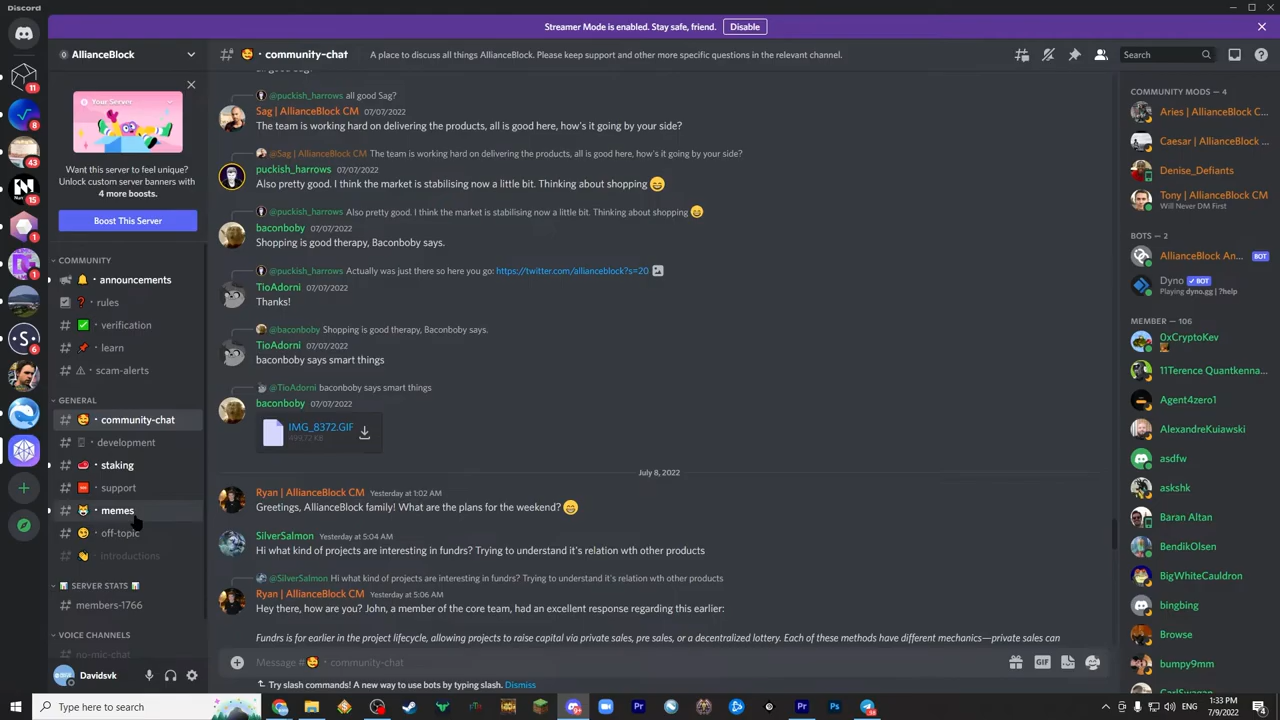 Discord
Streamer Mode is enabled. Stay safe, friend.
Disable
AllianceBlock
community-chat
A place to discuss all things AllianceBlock. Please keep support and other more specific questions in the relevant channel.
Search
Your Server
Want this server to feel unique?
Unlock custom server banners with
4 more boosts.
Boost This Server
COMMUNITY
announcements
rules
verification
learn
scam-alerts
GENERAL
# community-chat
# development
# staking
# support
# memes
# off-topic
# introductions
SERVER STATS
# members-1766
VOICE CHANNELS
no-mic-chat
Davidsvk
11
8
43
15
1
1
6
@puckish_harrows all good Sag?
Sag | AllianceBlock CM 07/07/2022
The team is working hard on delivering the products, all is good here, how's it going by your side?
@Sag | AllianceBlock CM The team is working hard on delivering the products, all is good here, how's it going by your side?
puckish_harrows 07/07/2022
Also pretty good. I think the market is stabilising now a little bit. Thinking about shopping 😄
@puckish_harrows Also pretty good. I think the market is stabilising now a little bit. Thinking about shopping 😄
baconboby 07/07/2022
Shopping is good therapy, Baconboby says.
@puckish_harrows Actually was just there so here you go: https://twitter.com/allianceblock?s=20
TioAdorni 07/07/2022
Thanks!
@baconboby Shopping is good therapy, Baconboby says.
TioAdorni 07/07/2022
baconboby says smart things
@TioAdorni baconboby says smart things
baconboby 07/07/2022
IMG_8372.GIF
July 8, 2022
Ryan | AllianceBlock CM Yesterday at 1:02 AM
Greetings, AllianceBlock family! What are the plans for the weekend? 😄
SilverSalmon Yesterday at 5:04 AM
Hi what kind of projects are interesting in fundrs? Trying to understand it's relation wth other products
@SilverSalmon Hi what kind of projects are interesting in fundrs? Trying to understand it's relation wth other products
Ryan | AllianceBlock CM Yesterday at 5:06 AM
Hey there, how are you? John, a member of the core team, had an excellent response regarding this earlier:
Fundrs is for earlier in the project lifecycle, allowing projects to raise capital via private sales, pre sales, or a decentralized lottery. Each of these methods have different mechanics—private sales can
Message # community-chat
GIF
Try slash commands! A new way to use bots by typing slash. Dismiss
COMMUNITY MODS — 4
Aries | AllianceBlock C...
Caesar | AllianceBlock ...
Denise_Defiants
Tony | AllianceBlock CM
Will Never DM First
BOTS — 2
AllianceBlock An... BOT
Dyno ✓ BOT
Playing dyno.gg | ?help
MEMBER — 106
0xCryptoKev
11Terence Quantkenna...
Agent4zero1
AlexandreKuiawski
asdfw
askshk
Baran Altan
BendikOlsen
BigWhiteCauldron
bingbing
Browse
bumpy9mm
Type here to search
Pr
Pr
Ps
1:33 PM
7/9/2022